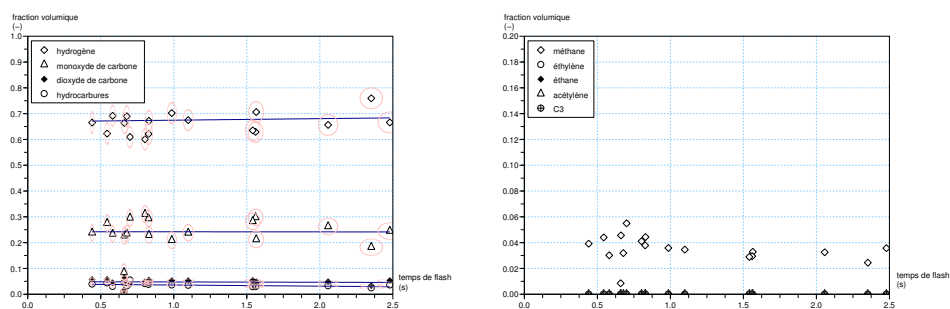 fraction volumique
(−)
1.0
0.9
0.8
0.7
0.6
0.5
0.4
0.3
0.2
0.1
0.0
hydrogène
monoxyde de carbone
dioxyde de carbone
hydrocarbures
0.0 0.5 1.0 1.5 2.0 2.5
temps de flash
(s)
fraction volumique
(−)
0.20
0.18
0.16
0.14
0.12
0.10
0.08
0.06
0.04
0.02
0.00
méthane
éthylène
éthane
acétylène
C3
0.0 0.5 1.0 1.5 2.0 2.5
temps de flash
(s)